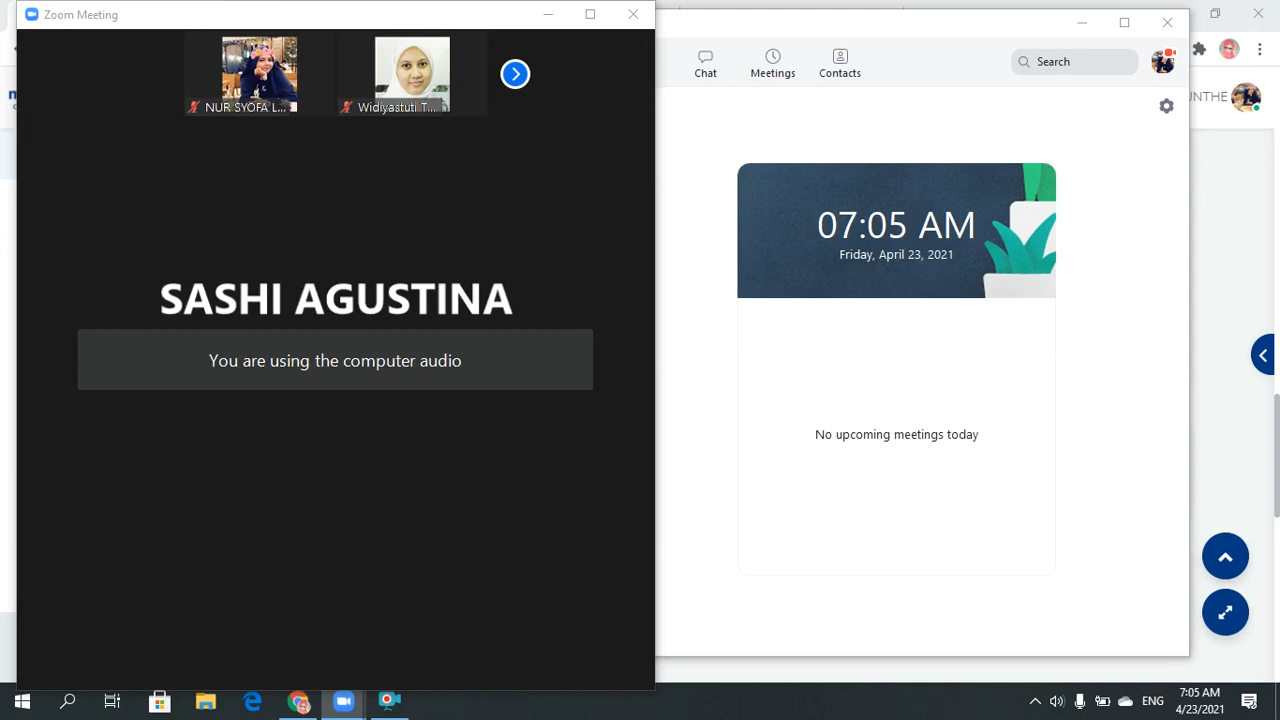 Zoom Meeting
NUR SYOFA L...
Widiyastuti T...
SASHI AGUSTINA
You are using the computer audio
Chat
Meetings
Contacts
Search
UNTHE
07:05 AM
Friday, April 23, 2021
No upcoming meetings today
ENG
7:05 AM
4/23/2021